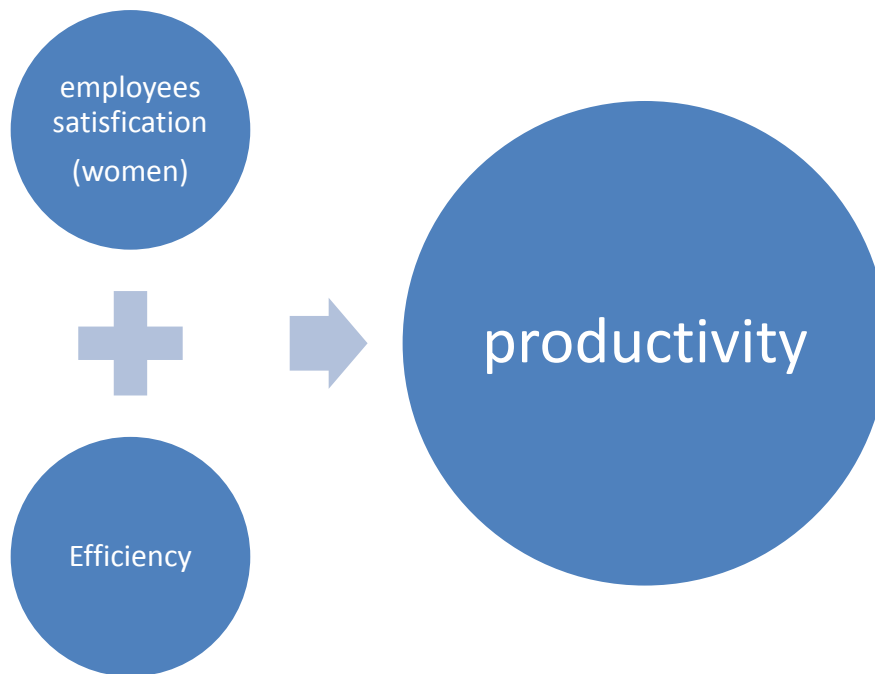 employees
satisfication
(women)
Efficiency
productivity